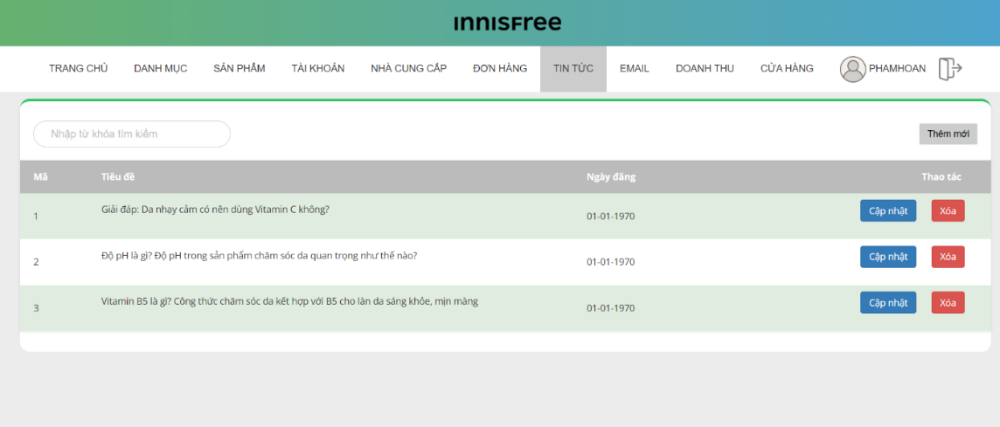 INNISFree
TRANG CHỦ DANH MỤC SẢN PHẨM TÀI KHOẢN NHÀ CUNG CẤP ĐƠN HÀNG TIN TỨC EMAIL DOANH THU CỬA HÀNG PHAMHOAN
Nhập từ khóa tìm kiếm Thêm mới
Mã Tiêu đề Ngày đăng Thao tác
1 Giải đáp: Da nhạy cảm có nên dùng Vitamin C không? 01-01-1970 Cập nhật Xóa
2 Độ pH là gì? Độ pH trong sản phẩm chăm sóc da quan trọng như thế nào? 01-01-1970 Cập nhật Xóa
3 Vitamin B5 là gì? Công thức chăm sóc da kết hợp với B5 cho làn da sáng khỏe, mịn màng 01-01-1970 Cập nhật Xóa